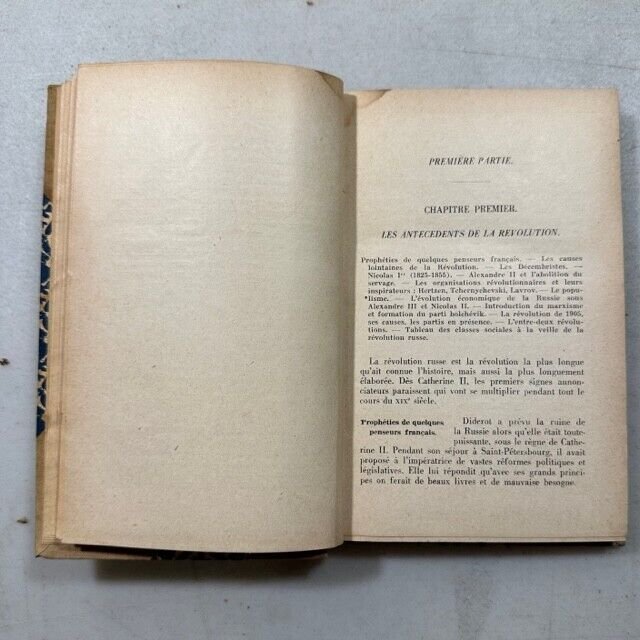 PREMIÈRE PARTIE.
CHAPITRE PREMIER.
LES ANTECEDENTS DE LA REVOLUTION.
Prophéties de quelques penseurs français. — Les causes
lointaines de la Révolution. — Les Décembristes. —
Nicolas Iᵉʳ (1825-1855). — Alexandre II et l'abolition du
servage. — Les organisations révolutionnaires et leurs
inspirateurs : Hertzen, Tchernychevski, Lavrov. — Le popu-
lisme. — L'évolution économique de la Russie sous
Alexandre III et Nicolas II. — Introduction du marxisme
et formation du parti bolchévik. — La révolution de 1905,
ses causes, les partis en présence. — L'entre-deux révolu-
tions. — Tableau des classes sociales à la veille de la
révolution russe.
La révolution russe est la révolution la plus longue
qu'ait connue l'histoire, mais aussi la plus longuement
élaborée. Dès Catherine II, les premiers signes annon-
ciateurs paraissent qui vont se multiplier pendant tout le
cours du XIXᵉ siècle.
Prophéties de quelques
penseurs français.
Diderot a prévu la ruine de
la Russie alors qu'elle était toute-
puissante, sous le règne de Cathe-
rine II. Pendant son séjour à Saint-Pétersbourg, il avait
proposé à l'impératrice de vastes réformes politiques et
législatives. Elle lui répondit qu'avec ses grands princi-
pes on ferait de beaux livres et de mauvaise besogne.